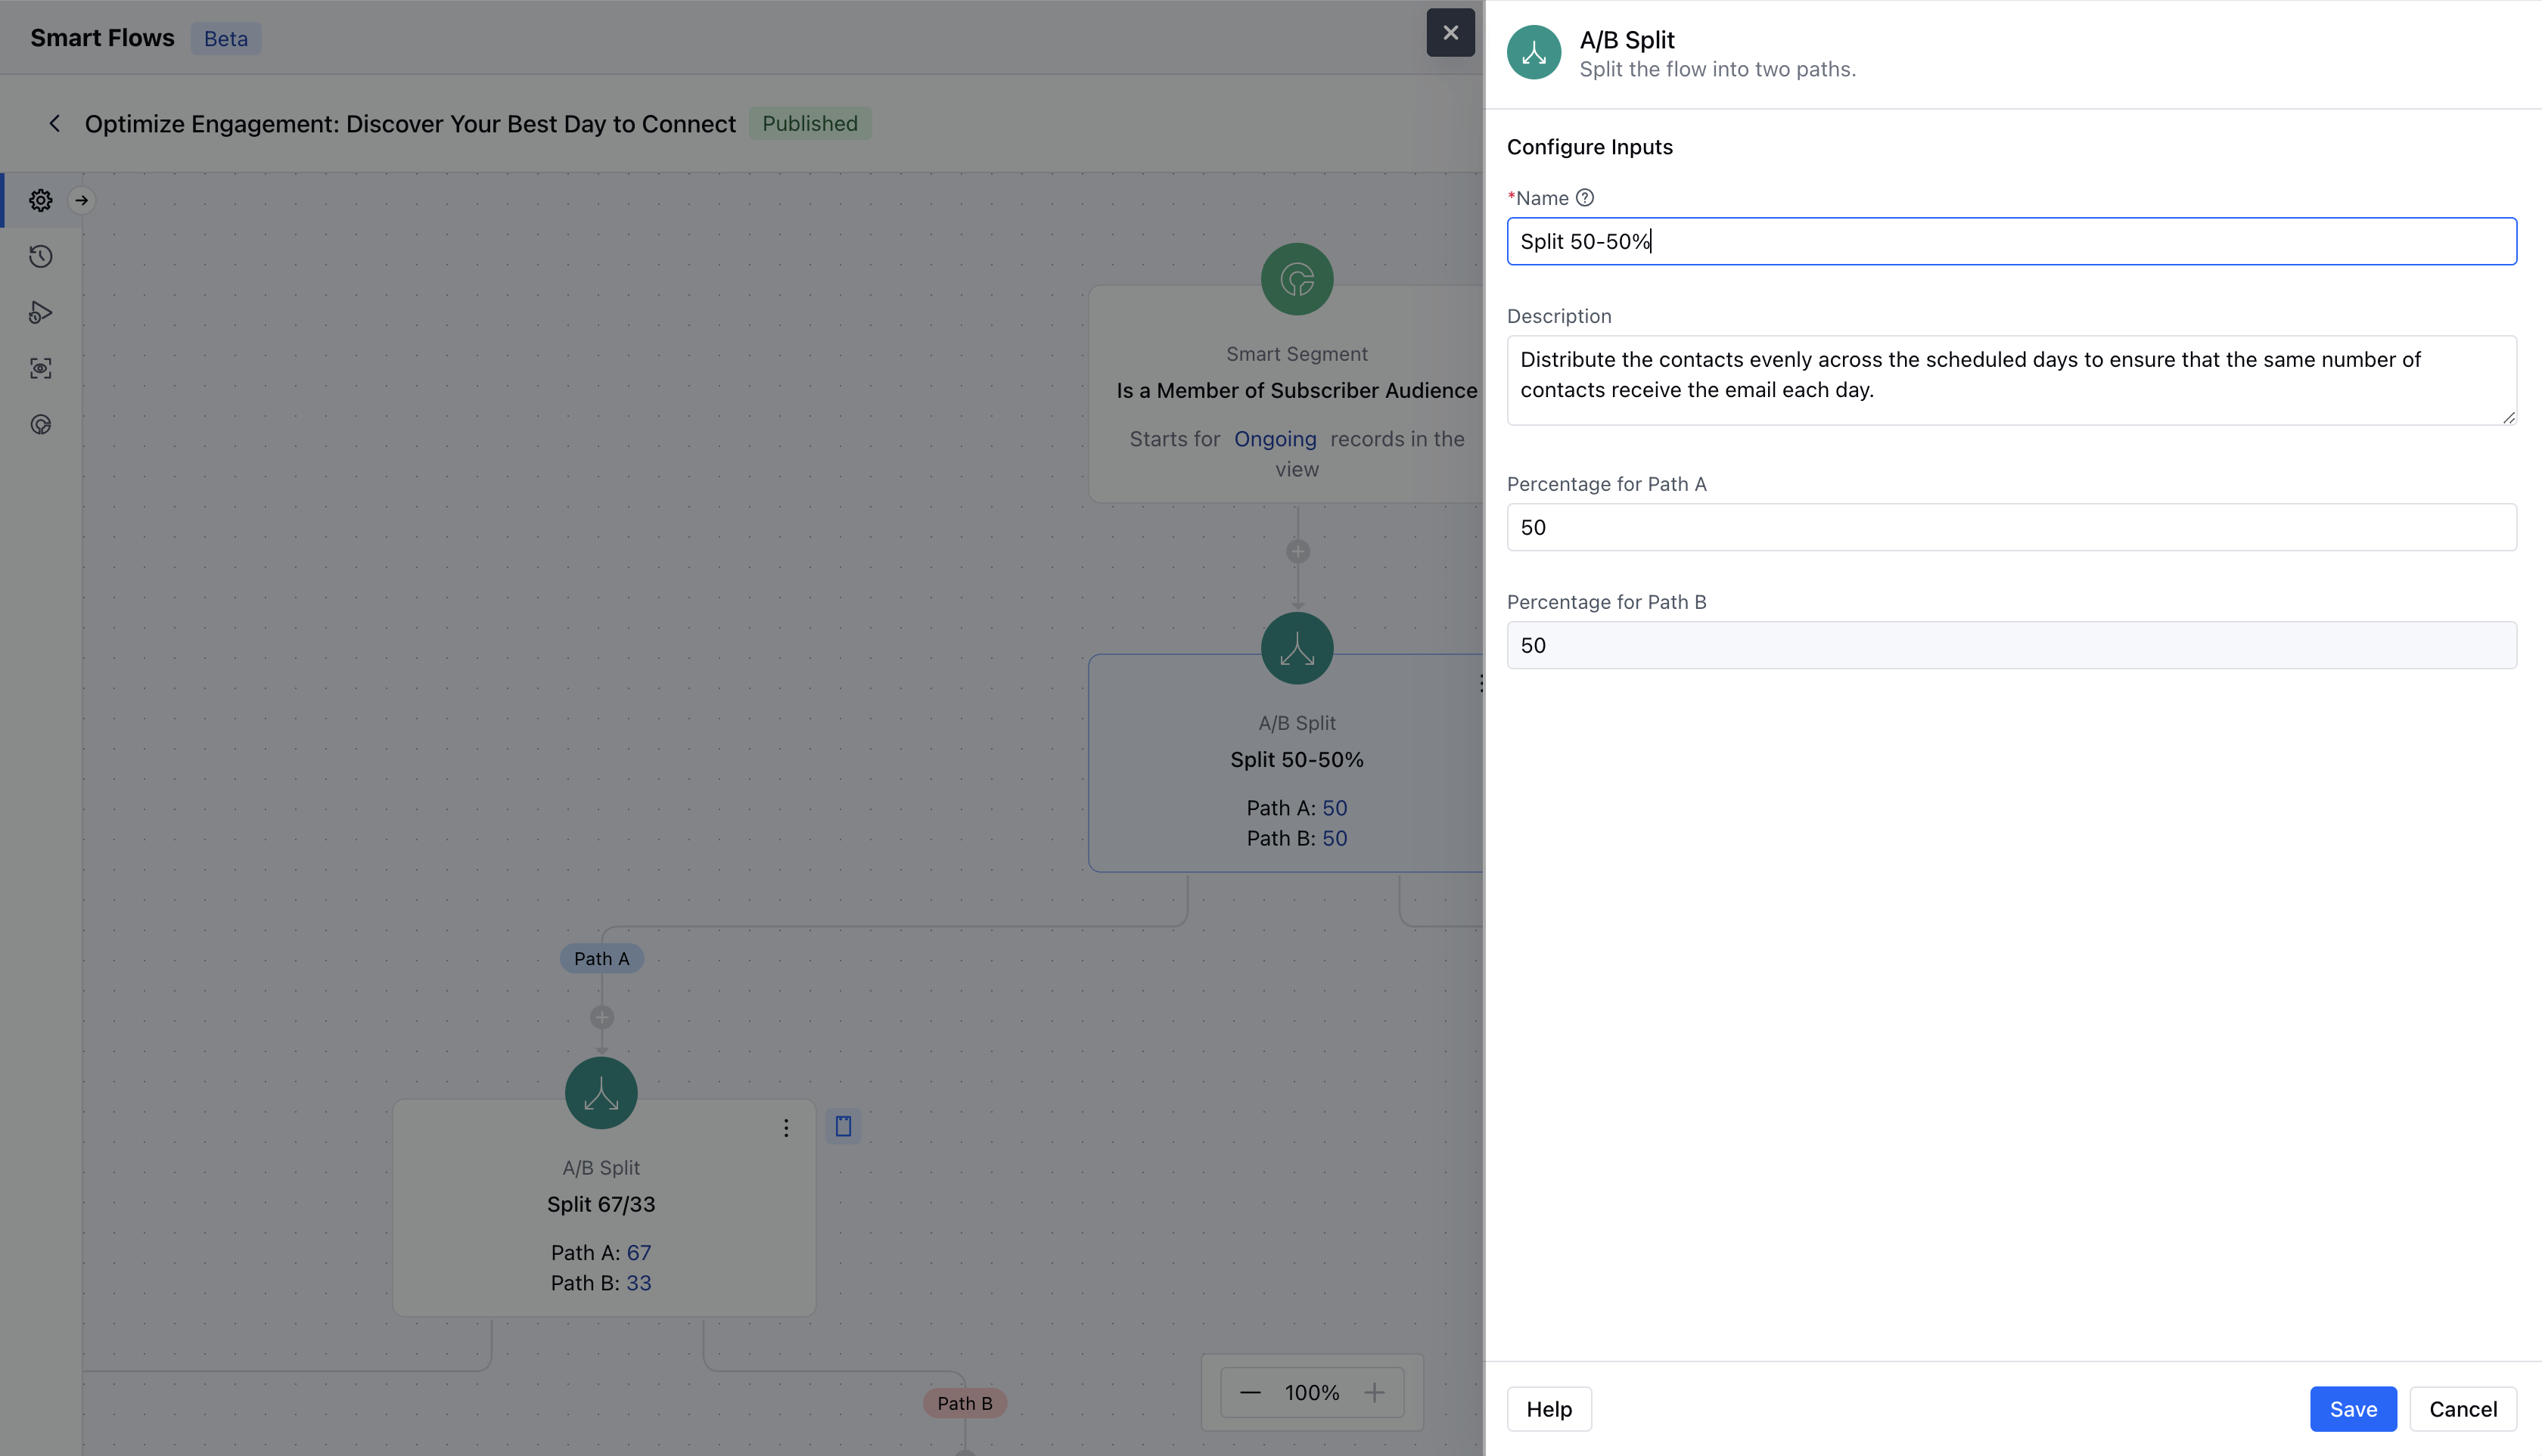 Smart Flows Beta
Optimize Engagement: Discover Your Best Day to Connect Published
Smart Segment
Is a Member of Subscriber Audience
Starts for Ongoing records in the
view
A/B Split
Split 50-50%
Path A: 50
Path B: 50
Path A
A/B Split
Split 67/33
Path A: 67
Path B: 33
Path B
100%
A/B Split
Split the flow into two paths.
Configure Inputs
*Name
Split 50-50%
Description
Distribute the contacts evenly across the scheduled days to ensure that the same number of
contacts receive the email each day.
Percentage for Path A
50
Percentage for Path B
50
Help Save Cancel